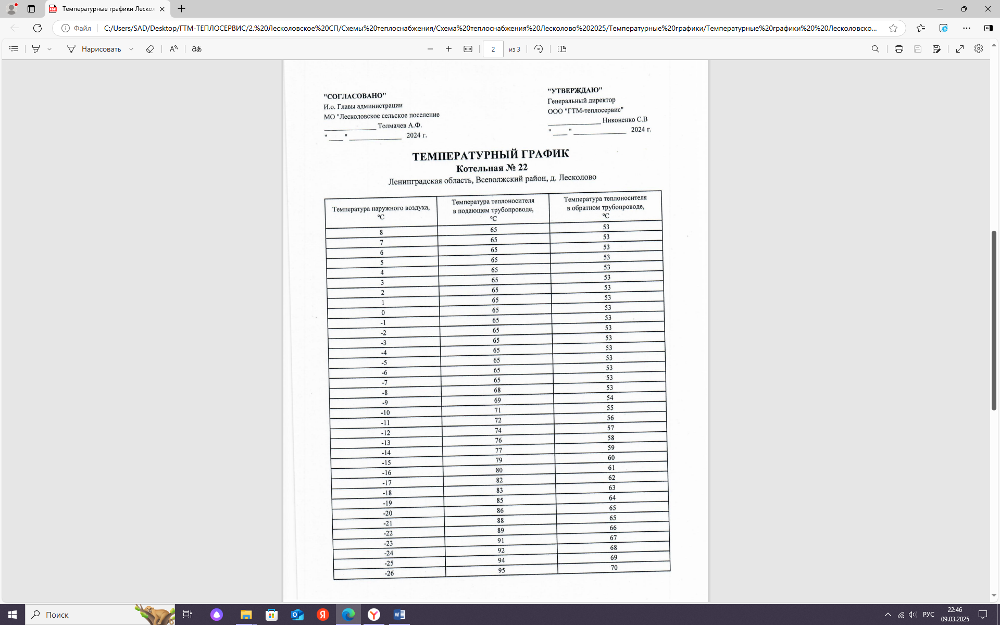 Температурные графики Лескол
Файл
C:/Users/SAD/Desktop/ГТМ-ТЕПЛОСЕРВИС/2.%20Лесколовское%20СП/Схемы%20теплоснабжения/Схема%20теплоснабжения%20Лесколово%202025/Температурные%20графики/Температурные%20графики%20%20Лесколовско...
Нарисовать
2 из 3
"СОГЛАСОВАНО"
И.о. Главы администрации
МО "Лесколовское сельское поселение
_______________ Толмачев А.Ф.
" ____ " _______________ 2024 г.
"УТВЕРЖДАЮ"
Генеральный директор
ООО "ГТМ-теплосервис"
_______________ Никоненко С.В
" ____ " _______________ 2024 г.
ТЕМПЕРАТУРНЫЙ ГРАФИК
Котельная № 22
Ленинградская область, Всеволжский район, д. Лесколово
Температура наружного воздуха,
ºС
Температура теплоносителя
в подающем трубопроводе,
ºС
Температура теплоносителя
в обратном трубопроводе,
ºС
8 65 53
7 65 53
6 65 53
5 65 53
4 65 53
3 65 53
2 65 53
1 65 53
0 65 53
-1 65 53
-2 65 53
-3 65 53
-4 65 53
-5 65 53
-6 65 53
-7 65 53
-8 68 53
-9 69 54
-10 71 55
-11 72 56
-12 74 57
-13 76 58
-14 77 59
-15 79 60
-16 80 61
-17 82 62
-18 83 63
-19 85 64
-20 86 65
-21 88 65
-22 89 66
-23 91 67
-24 92 68
-25 94 69
-26 95 70
Поиск
РУС
22:46
09.03.2025